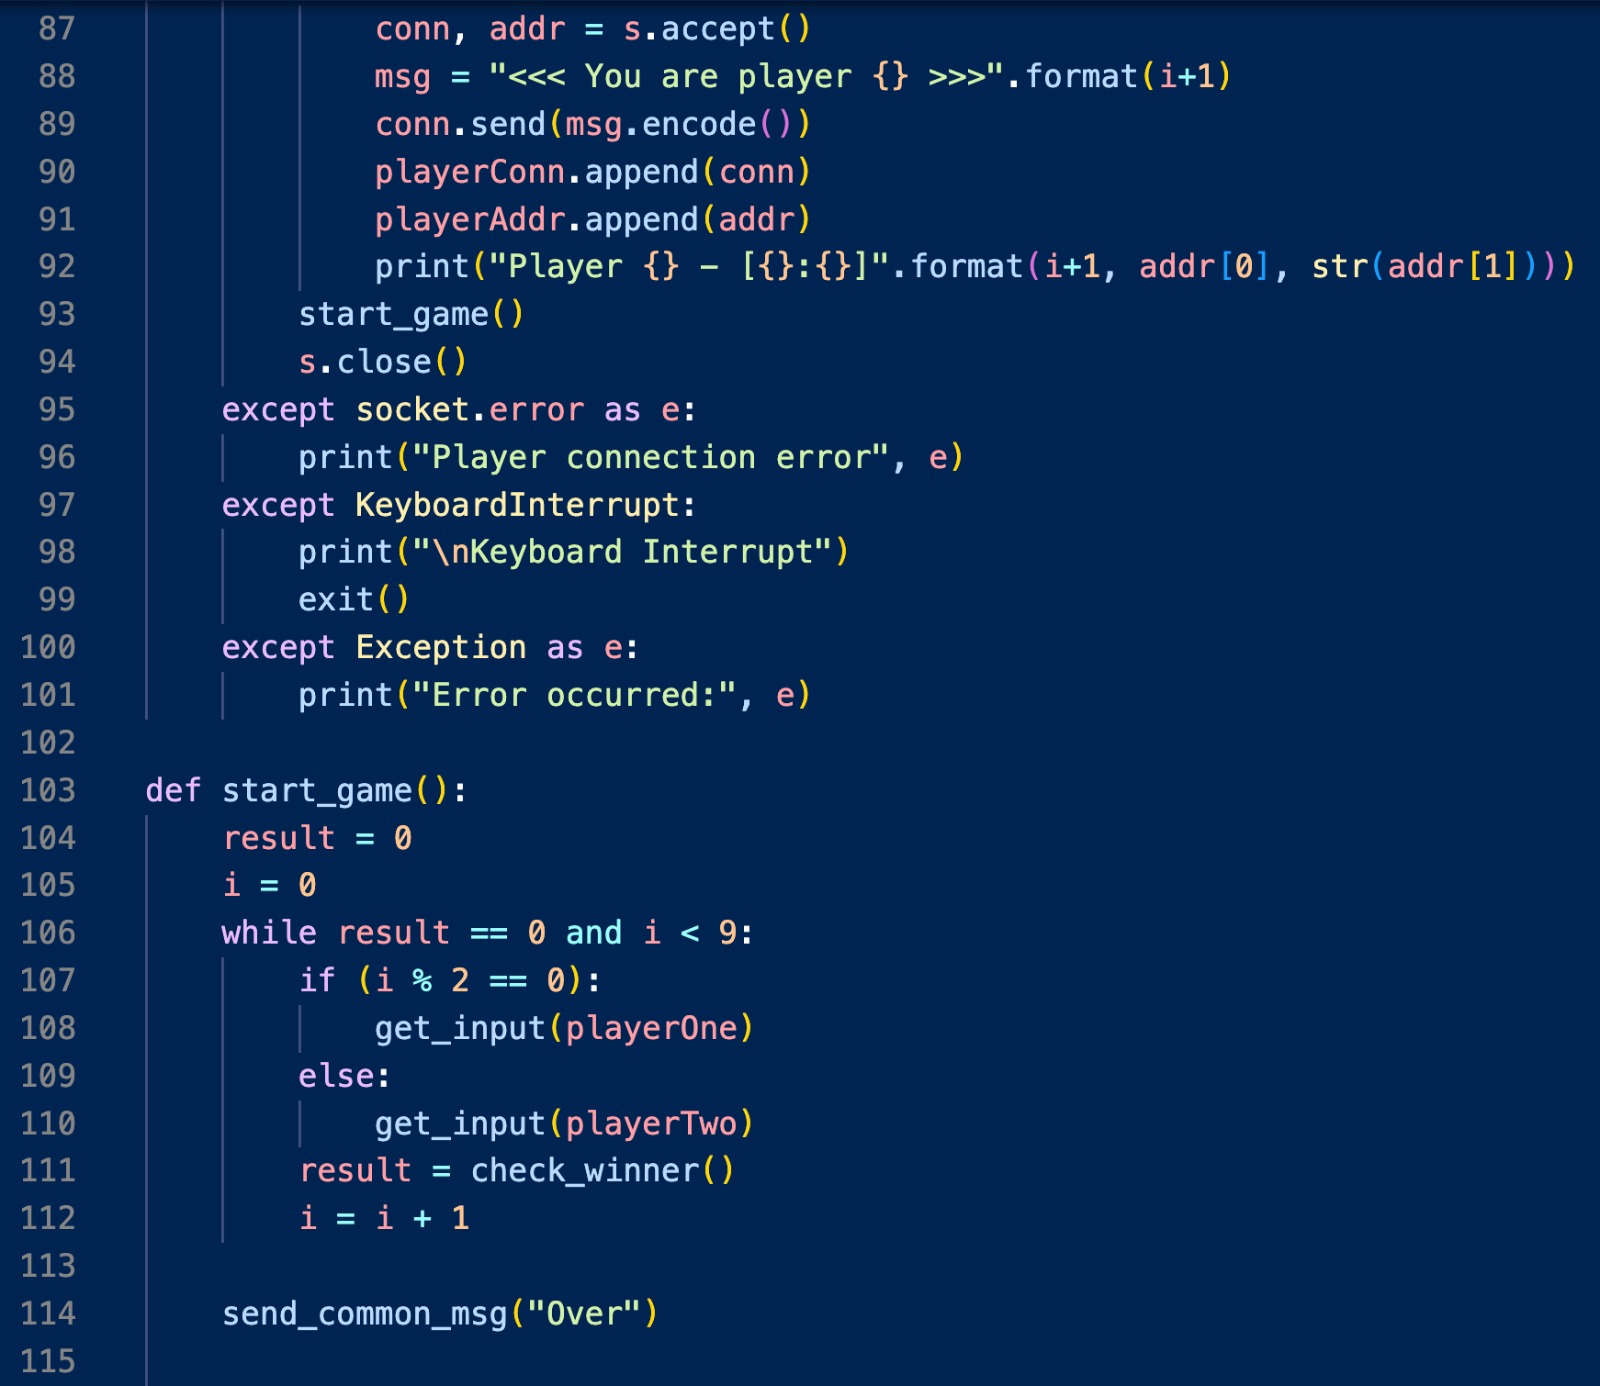 87 conn, addr = s.accept()
88 msg = "<<< You are player {} >>>".format(i+1)
89 conn.send(msg.encode())
90 playerConn.append(conn)
91 playerAddr.append(addr)
92 print("Player {} - [{}:{}]".format(i+1, addr[0], str(addr[1])))
93 start_game()
94 s.close()
95 except socket.error as e:
96 print("Player connection error", e)
97 except KeyboardInterrupt:
98 print("\nKeyboard Interrupt")
99 exit()
100 except Exception as e:
101 print("Error occurred:", e)
102
103 def start_game():
104 result = 0
105 i = 0
106 while result == 0 and i < 9:
107 if (i % 2 == 0):
108 get_input(playerOne)
109 else:
110 get_input(playerTwo)
111 result = check_winner()
112 i = i + 1
113
114 send_common_msg("Over")
115